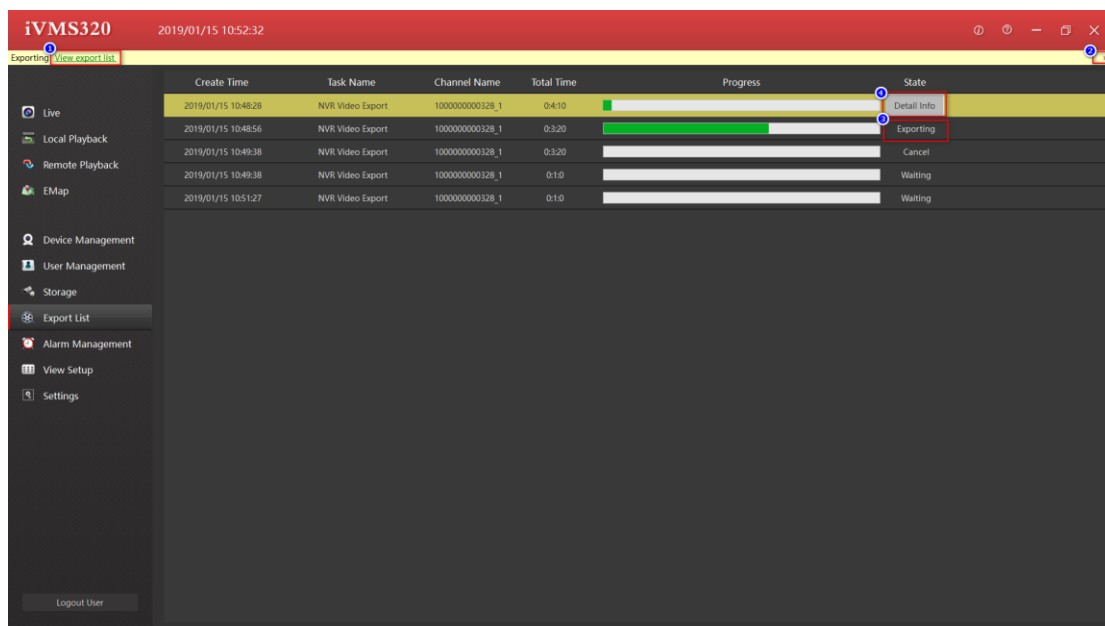 iVMS320 2019/01/15 10:52:32
1 2
Exporting View export list
Create Time Task Name Channel Name Total Time Progress State
4
2019/01/15 10:48:28 NVR Video Export 1000000000328_1 0:4:10 Detail Info
3
2019/01/15 10:48:56 NVR Video Export 1000000000328_1 0:3:20 Exporting
2019/01/15 10:49:38 NVR Video Export 1000000000328_1 0:3:20 Cancel
2019/01/15 10:49:38 NVR Video Export 1000000000328_1 0:1:0 Waiting
2019/01/15 10:51:27 NVR Video Export 1000000000328_1 0:1:0 Waiting
Live
Local Playback
Remote Playback
EMap
Device Management
User Management
Storage
Export List
Alarm Management
View Setup
Settings
Logout User